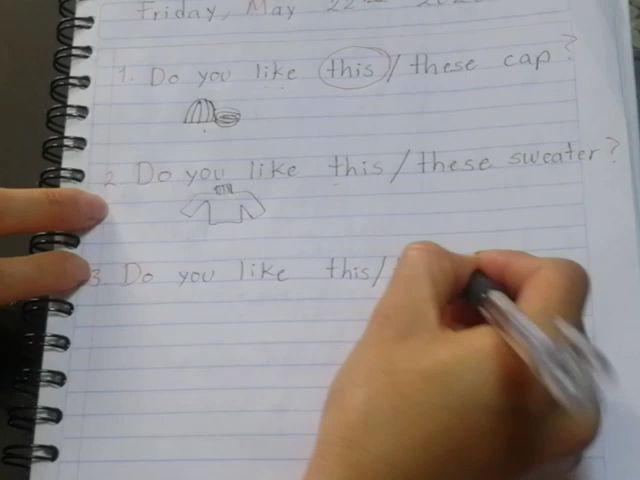 Friday, May 22
1. Do you like this / these cap?
2 Do you like this / these sweater?
3. Do you like this /